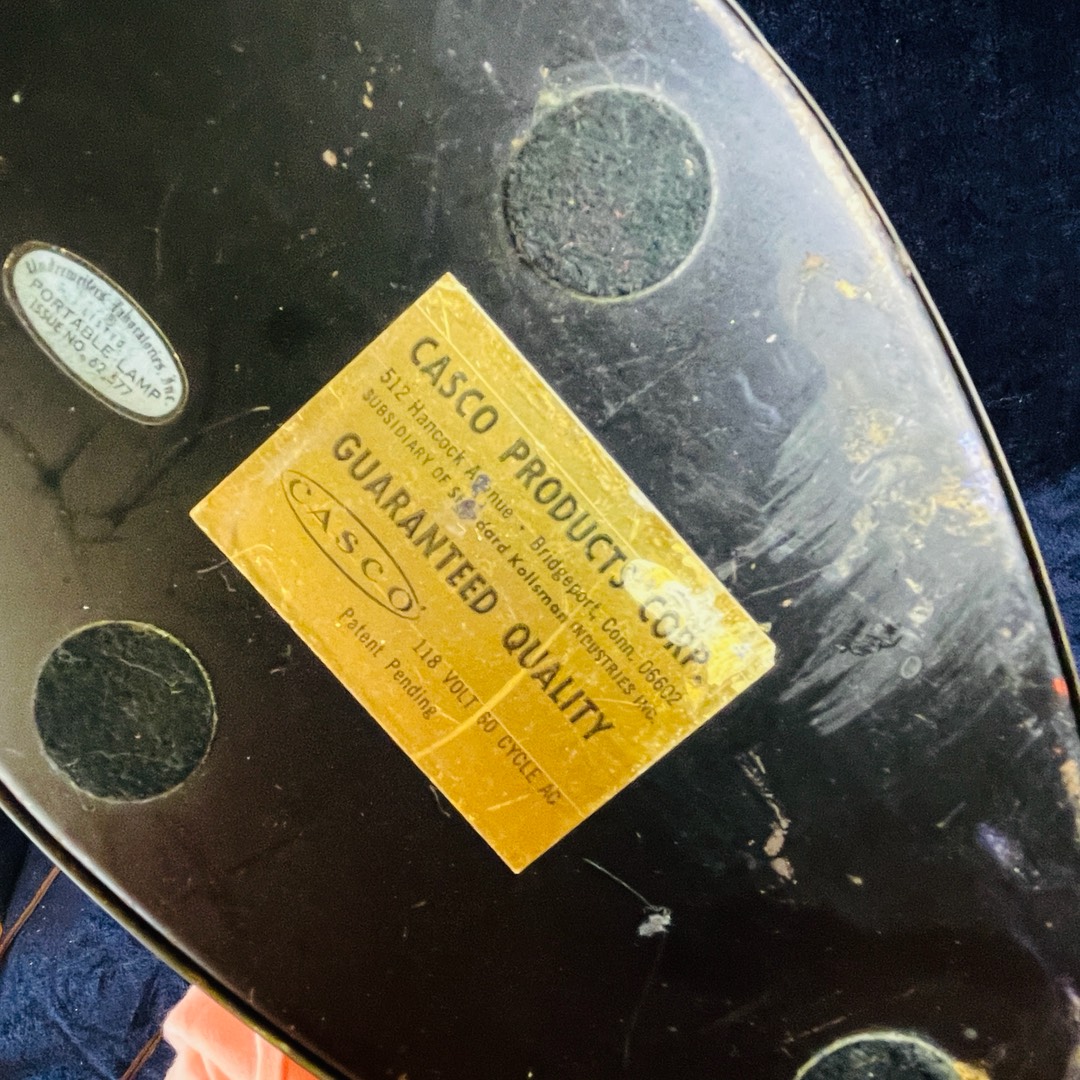 Underwriters Laboratories, Inc.
LISTED
PORTABLE LAMP
ISSUE NO. 62,577
CASCO PRODUCTS CORP.
512 Hancock Avenue • Bridgeport, Conn. 06602
SUBSIDIARY OF Standard Kollsman INDUSTRIES INC.
GUARANTEED QUALITY
CASCO
118 VOLT 60 CYCLE AC
Patent Pending